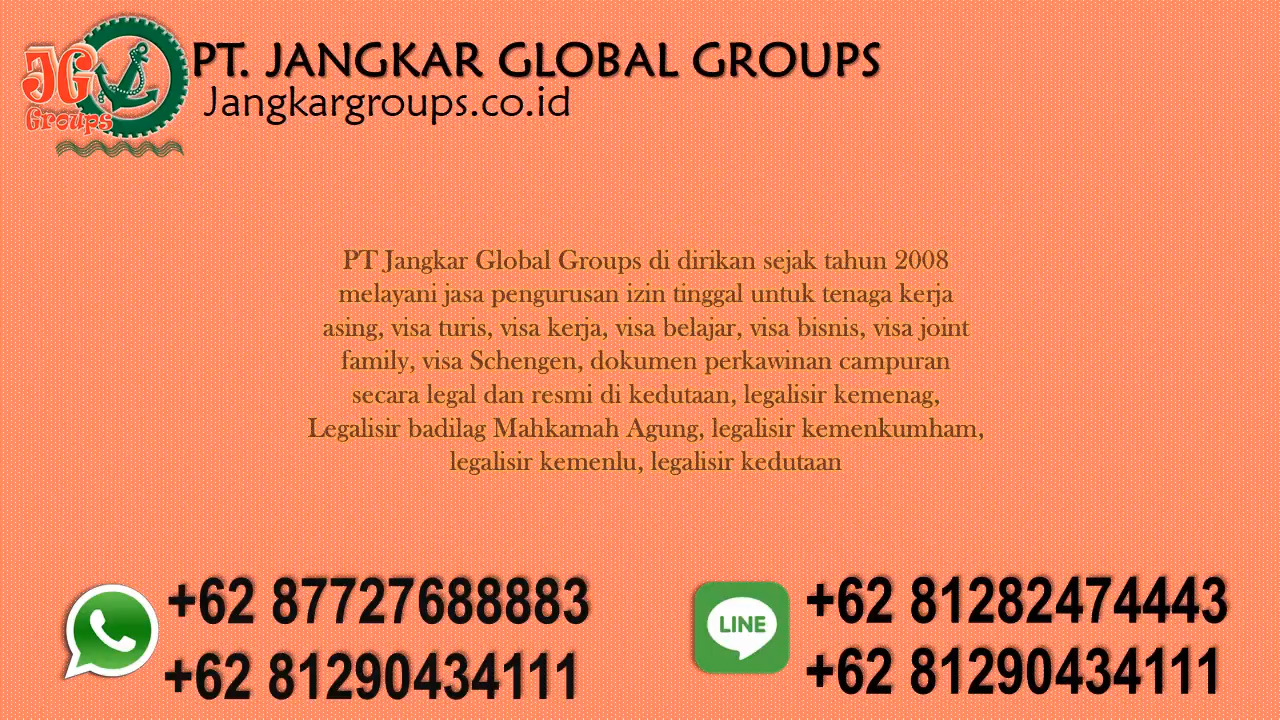 JG
Groups
PT. JANGKAR GLOBAL GROUPS
Jangkargroups.co.id
PT Jangkar Global Groups di dirikan sejak tahun 2008
melayani jasa pengurusan izin tinggal untuk tenaga kerja
asing, visa turis, visa kerja, visa belajar, visa bisnis, visa joint
family, visa Schengen, dokumen perkawinan campuran
secara legal dan resmi di kedutaan, legalisir kemenag,
Legalisir badilag Mahkamah Agung, legalisir kemenkumham,
legalisir kemenlu, legalisir kedutaan
+62 87727688883
+62 81290434111
LINE
+62 81282474443
+62 81290434111